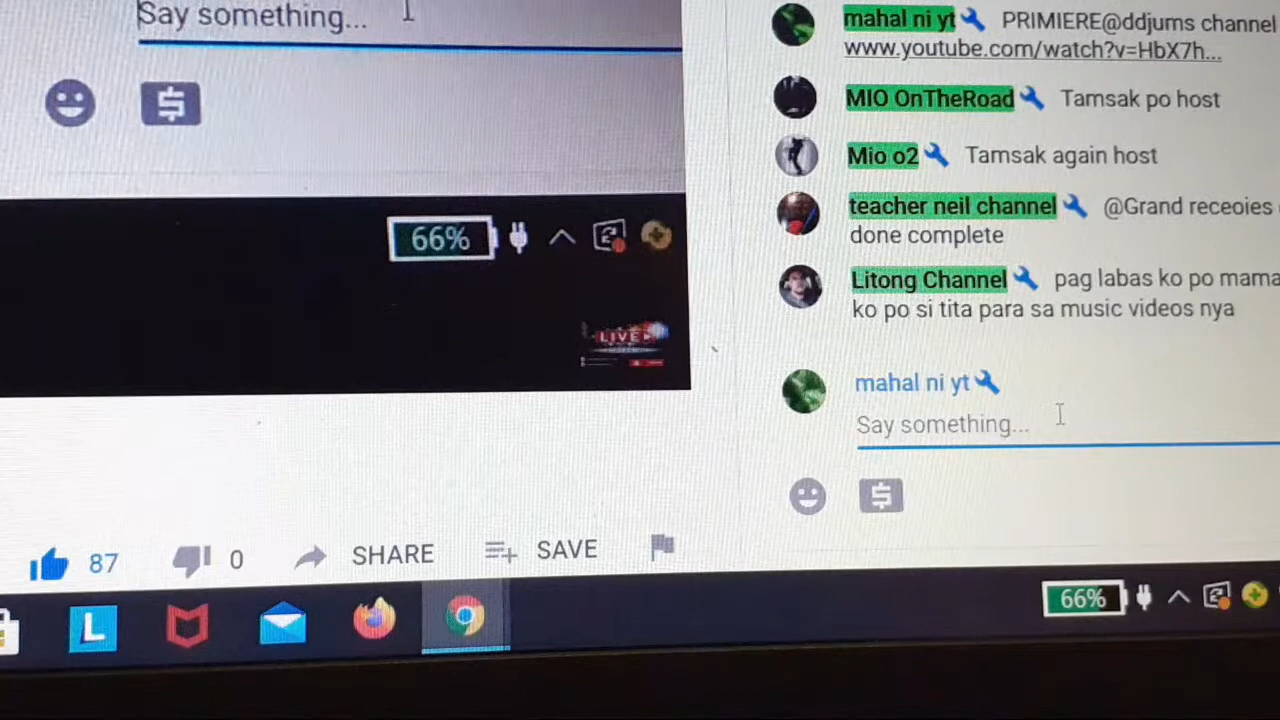 Say something...
66%
LIVE
mahal ni yt PRIMIERE@ddjums channel
www.youtube.com/watch?v=HbX7h...
MIO OnTheRoad Tamsak po host
Mio o2 Tamsak again host
teacher neil channel @Grand receoies
done complete
Litong Channel pag labas ko po mama
ko po si tita para sa music videos nya
mahal ni yt
Say something...
87 0 SHARE SAVE
L 66%